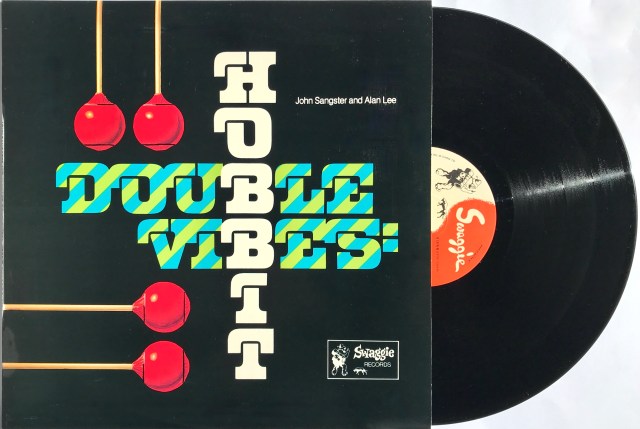 John Sangster and Alan Lee
HOBBIT
DOUBLE
VIBES:
Swaggie
RECORDS
Swaggie